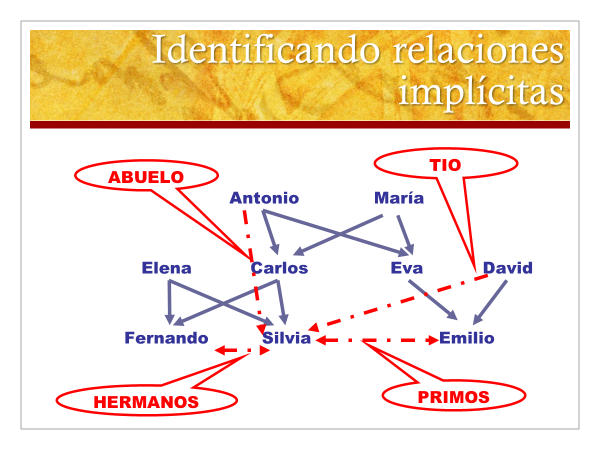 Identificando relaciones
implícitas
ABUELO
TIO
Antonio
María
Elena
Carlos
Eva
David
Fernando
Silvia
Emilio
HERMANOS
PRIMOS